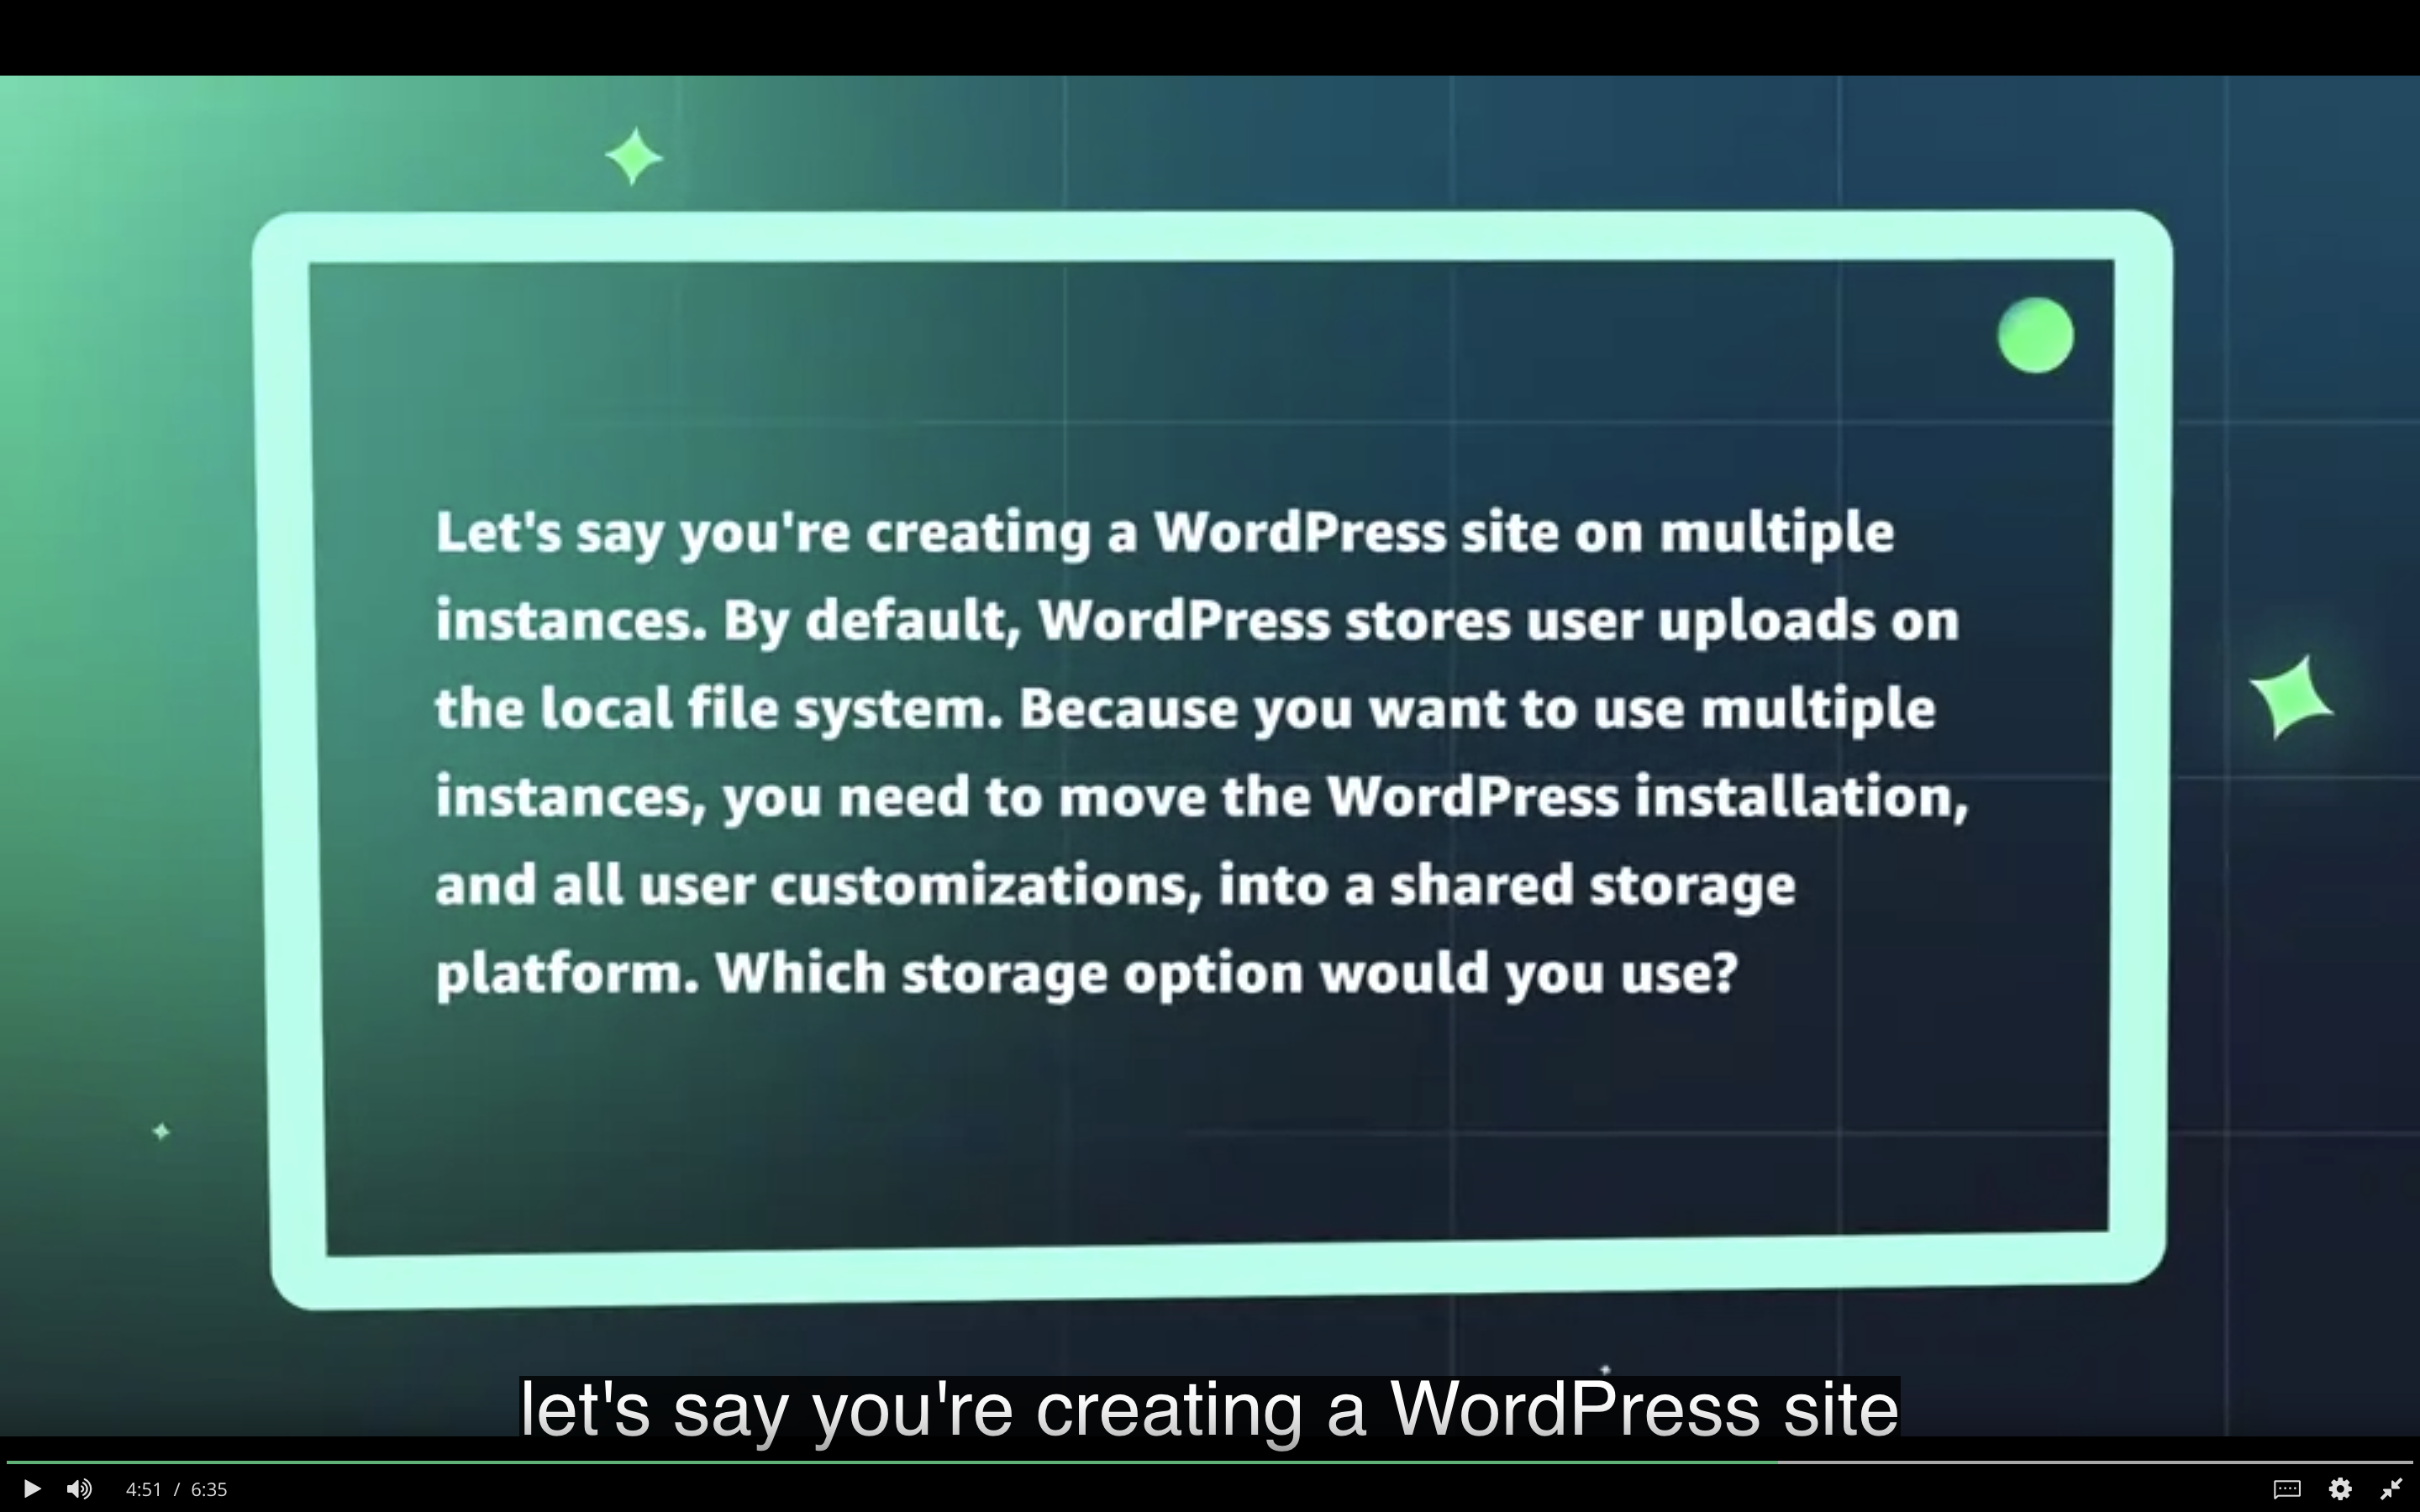 Let's say you're creating a WordPress site on multiple
instances. By default, WordPress stores user uploads on
the local file system. Because you want to use multiple
instances, you need to move the WordPress installation,
and all user customizations, into a shared storage
platform. Which storage option would you use?
let's say you're creating a WordPress site
4:51 / 6:35